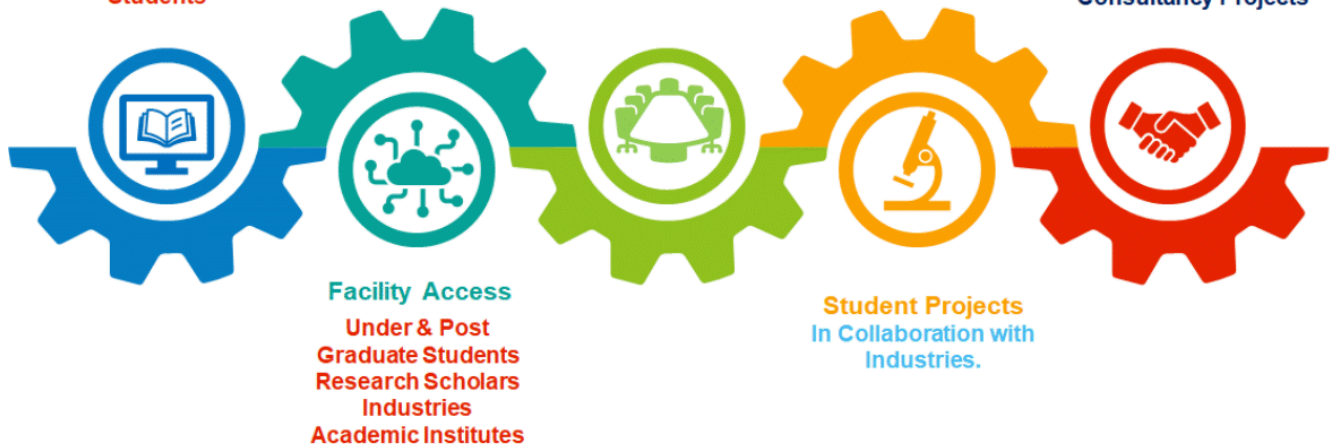 Students
Consultancy Projects
Facility Access
Under & Post
Graduate Students
Research Scholars
Industries
Academic Institutes
Student Projects
In Collaboration with
Industries.